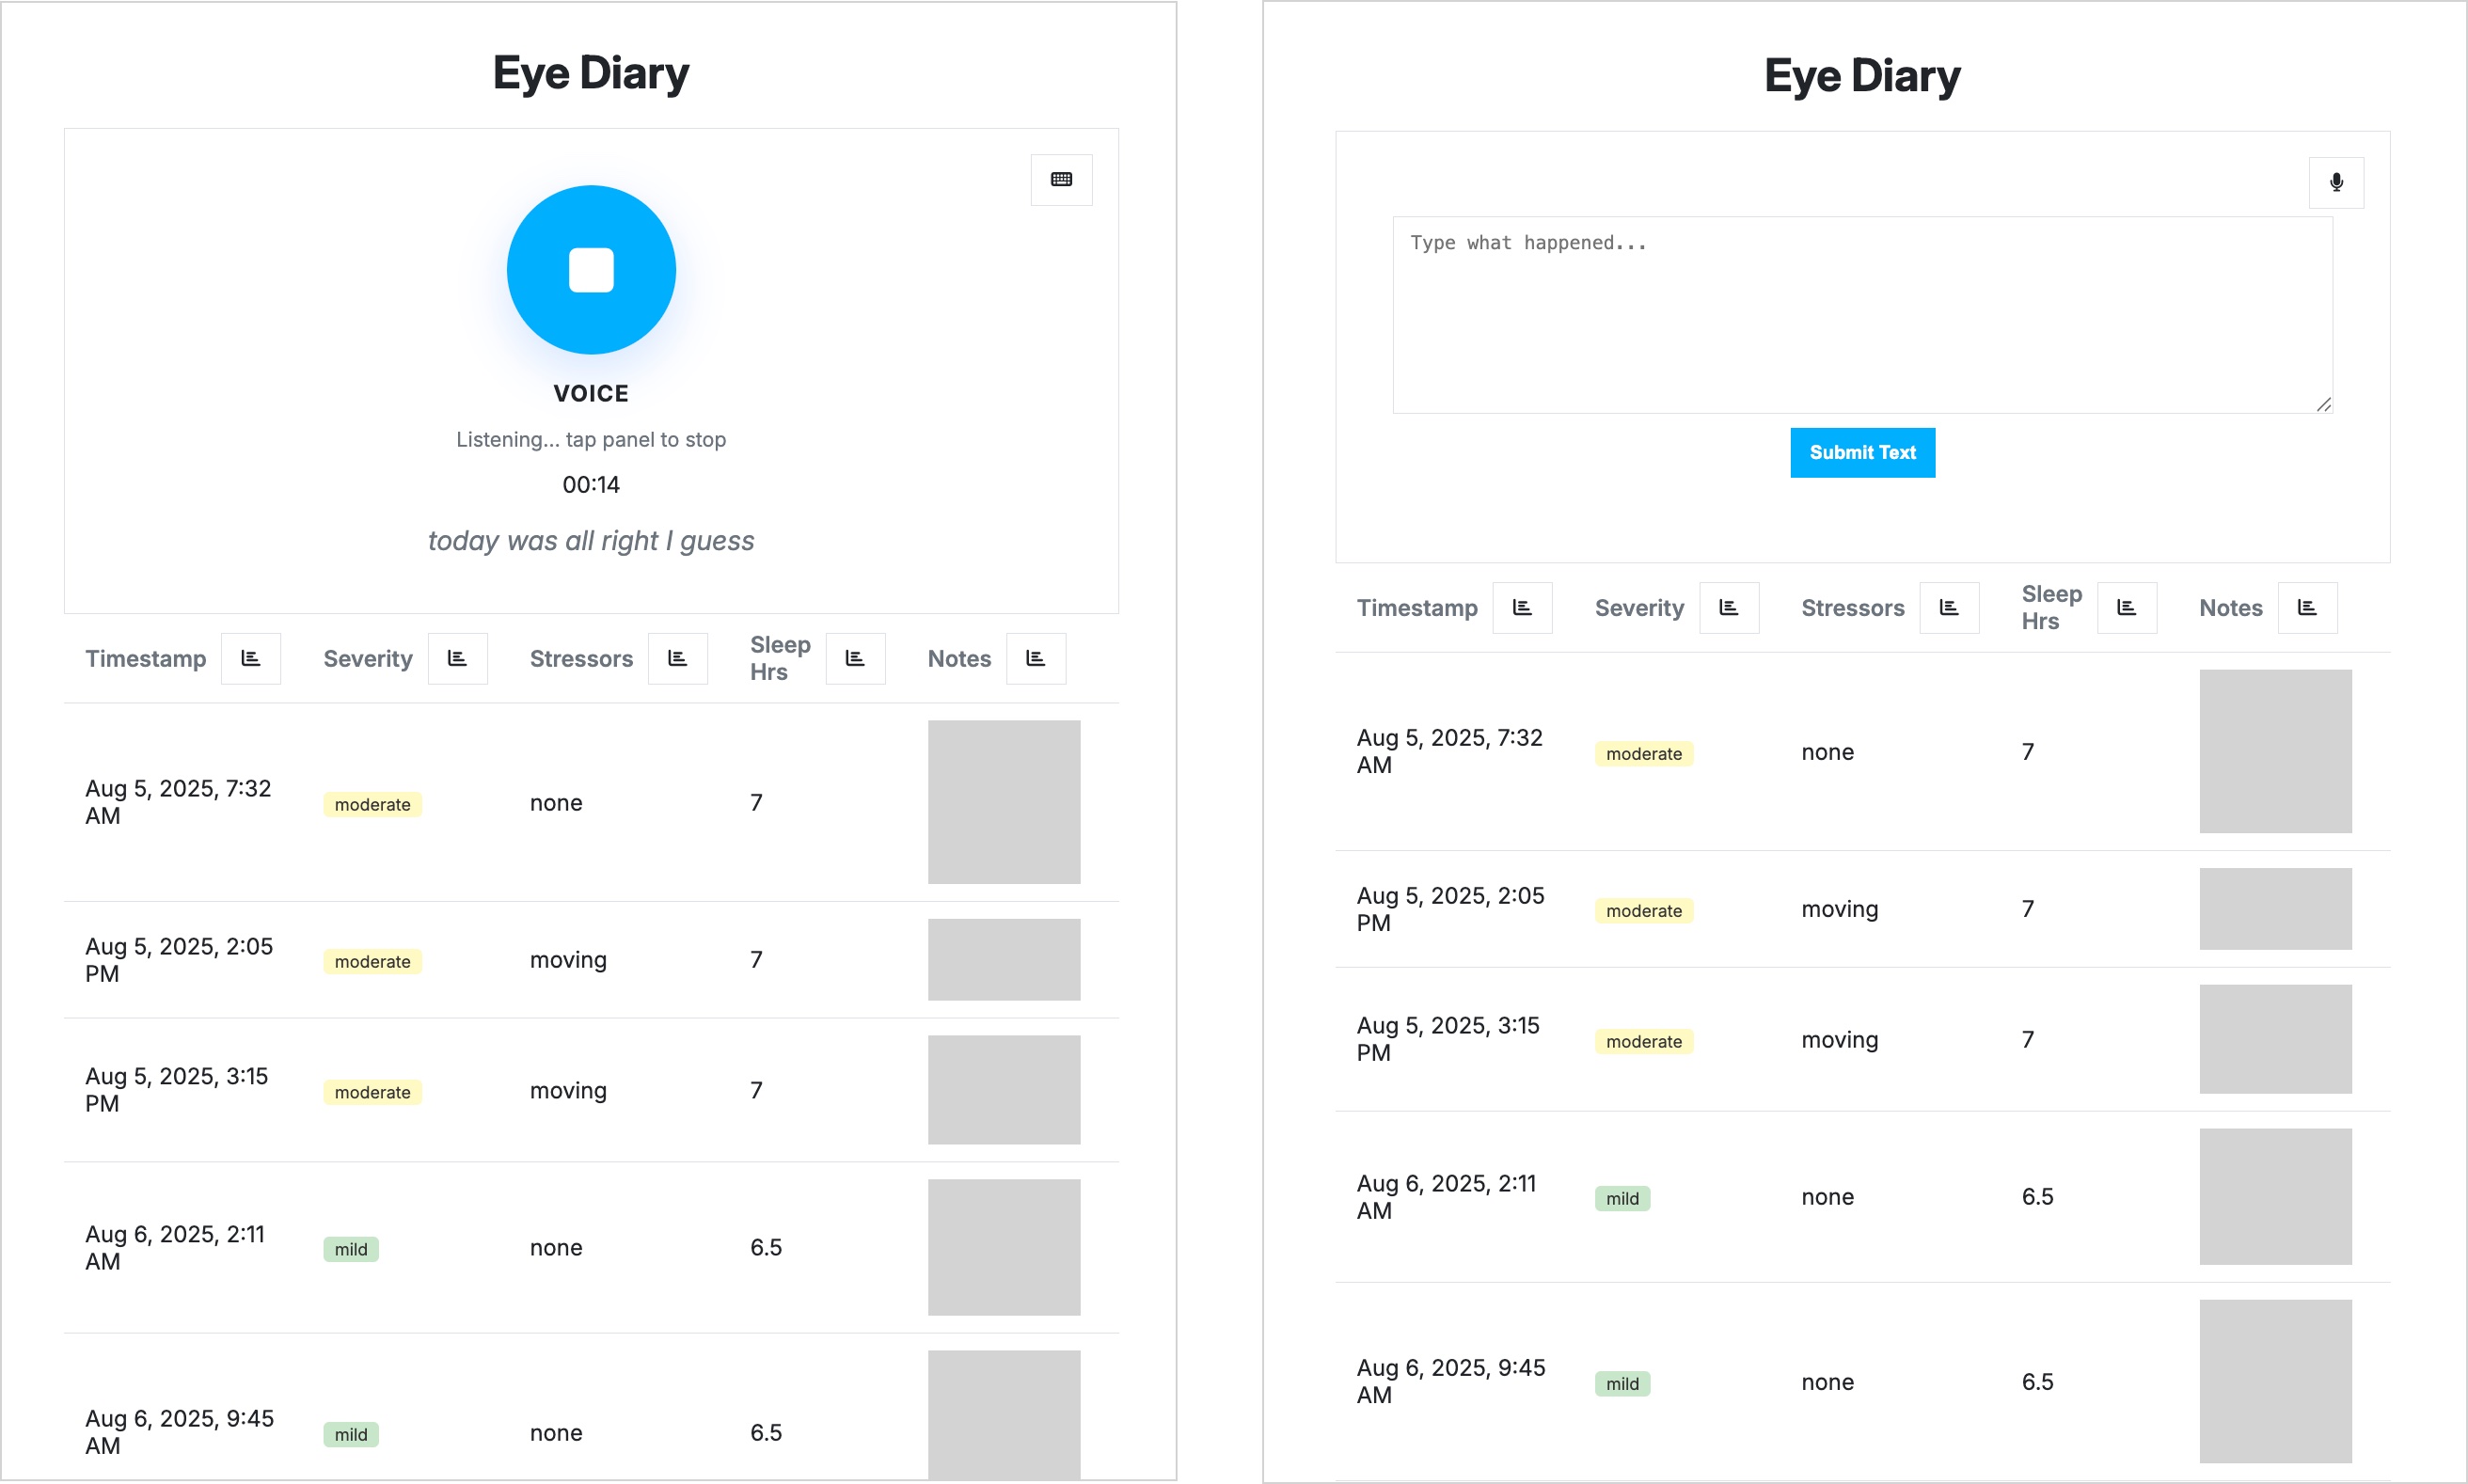 Eye Diary
VOICE
Listening... tap panel to stop
00:14
today was all right I guess
Timestamp Severity Stressors Sleep Hrs Notes
Aug 5, 2025, 7:32 AM moderate none 7
Aug 5, 2025, 2:05 PM moderate moving 7
Aug 5, 2025, 3:15 PM moderate moving 7
Aug 6, 2025, 2:11 AM mild none 6.5
Aug 6, 2025, 9:45 AM mild none 6.5
Eye Diary
Type what happened...
Submit Text
Timestamp Severity Stressors Sleep Hrs Notes
Aug 5, 2025, 7:32 AM moderate none 7
Aug 5, 2025, 2:05 PM moderate moving 7
Aug 5, 2025, 3:15 PM moderate moving 7
Aug 6, 2025, 2:11 AM mild none 6.5
Aug 6, 2025, 9:45 AM mild none 6.5